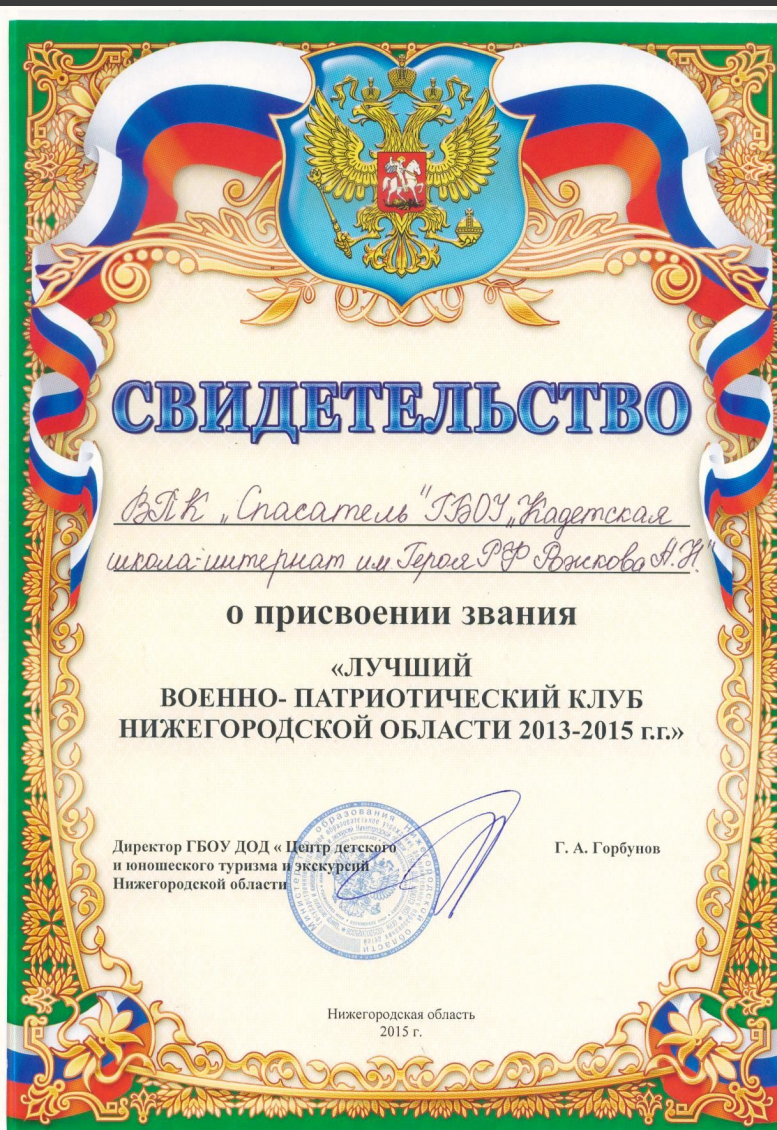 СВИДЕТЕЛЬСТВО
ВПК „Спасатель" ГБОУ „Кадетская
школа-интернат им Героя РФ Рожкова А.Н"
о присвоении звания
«ЛУЧШИЙ
ВОЕННО- ПАТРИОТИЧЕСКИЙ КЛУБ
НИЖЕГОРОДСКОЙ ОБЛАСТИ 2013-2015 г.г.»
Директор ГБОУ ДОД « Центр детского
и юношеского туризма и экскурсий
Нижегородской области
Г. А. Горбунов
Нижегородская область
2015 г.